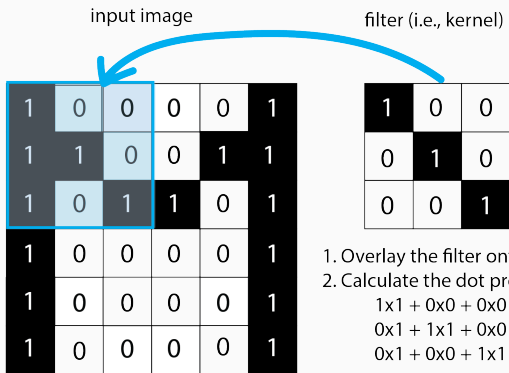 input image
filter (i.e., kernel)
1 0 0 0 0 1
1 1 0 0 1 1
1 0 1 1 0 1
1 0 0 0 0 1
1 0 0 0 0 1
1 0 0 0 0 1
1 0 0
0 1 0
0 0 1
1. Overlay the filter on
2. Calculate the dot pr
1x1 + 0x0 + 0x0
0x1 + 1x1 + 0x0
0x1 + 0x0 + 1x1